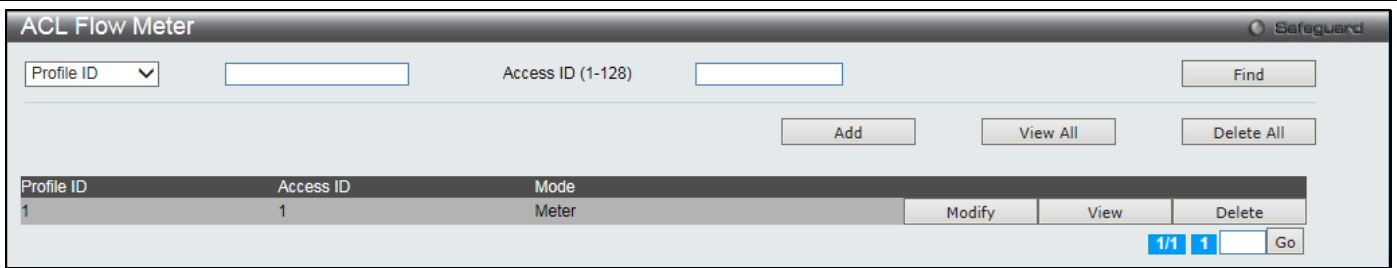 ACL Flow Meter Safeguard
Profile ID Access ID (1-128) Find
Add View All Delete All
Profile ID Access ID Mode
1 1 Meter Modify View Delete
1/1 1 Go